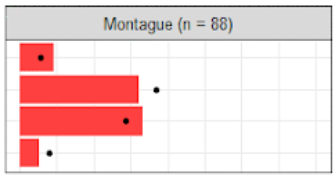 Montague (n = 88)